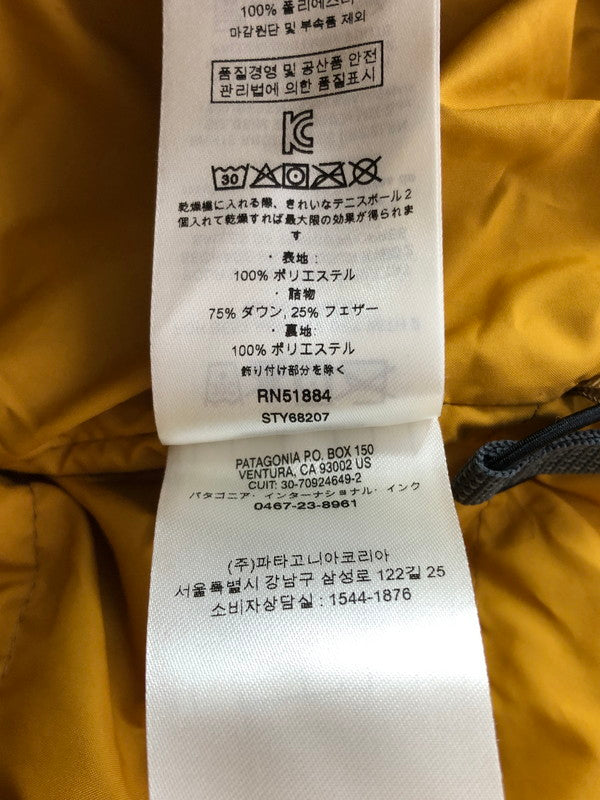 100% 폴리에스터
마감원단 및 부속품 제외
품질경영 및 공산품 안전
관리법에 의한 품질표시
KC
30
乾燥機に入れる際、きれいなテニスボール2
個入れて乾燥すれば最大限の効果が得られま
す
・表地:
100% ポリエステル
・詰物
75% ダウン, 25% フェザー
・裏地:
100% ポリエステル
飾り付け部分を除く
RN51884
STY68207
PATAGONIA P.O. BOX 150
VENTURA, CA 93002 US
CUIT: 30-70924649-2
パタゴニア・インターナショナル・インク
0467-23-8961
(주)파타고니아코리아
서울특별시 강남구 삼성로 122길 25
소비자상담실 : 1544-1876